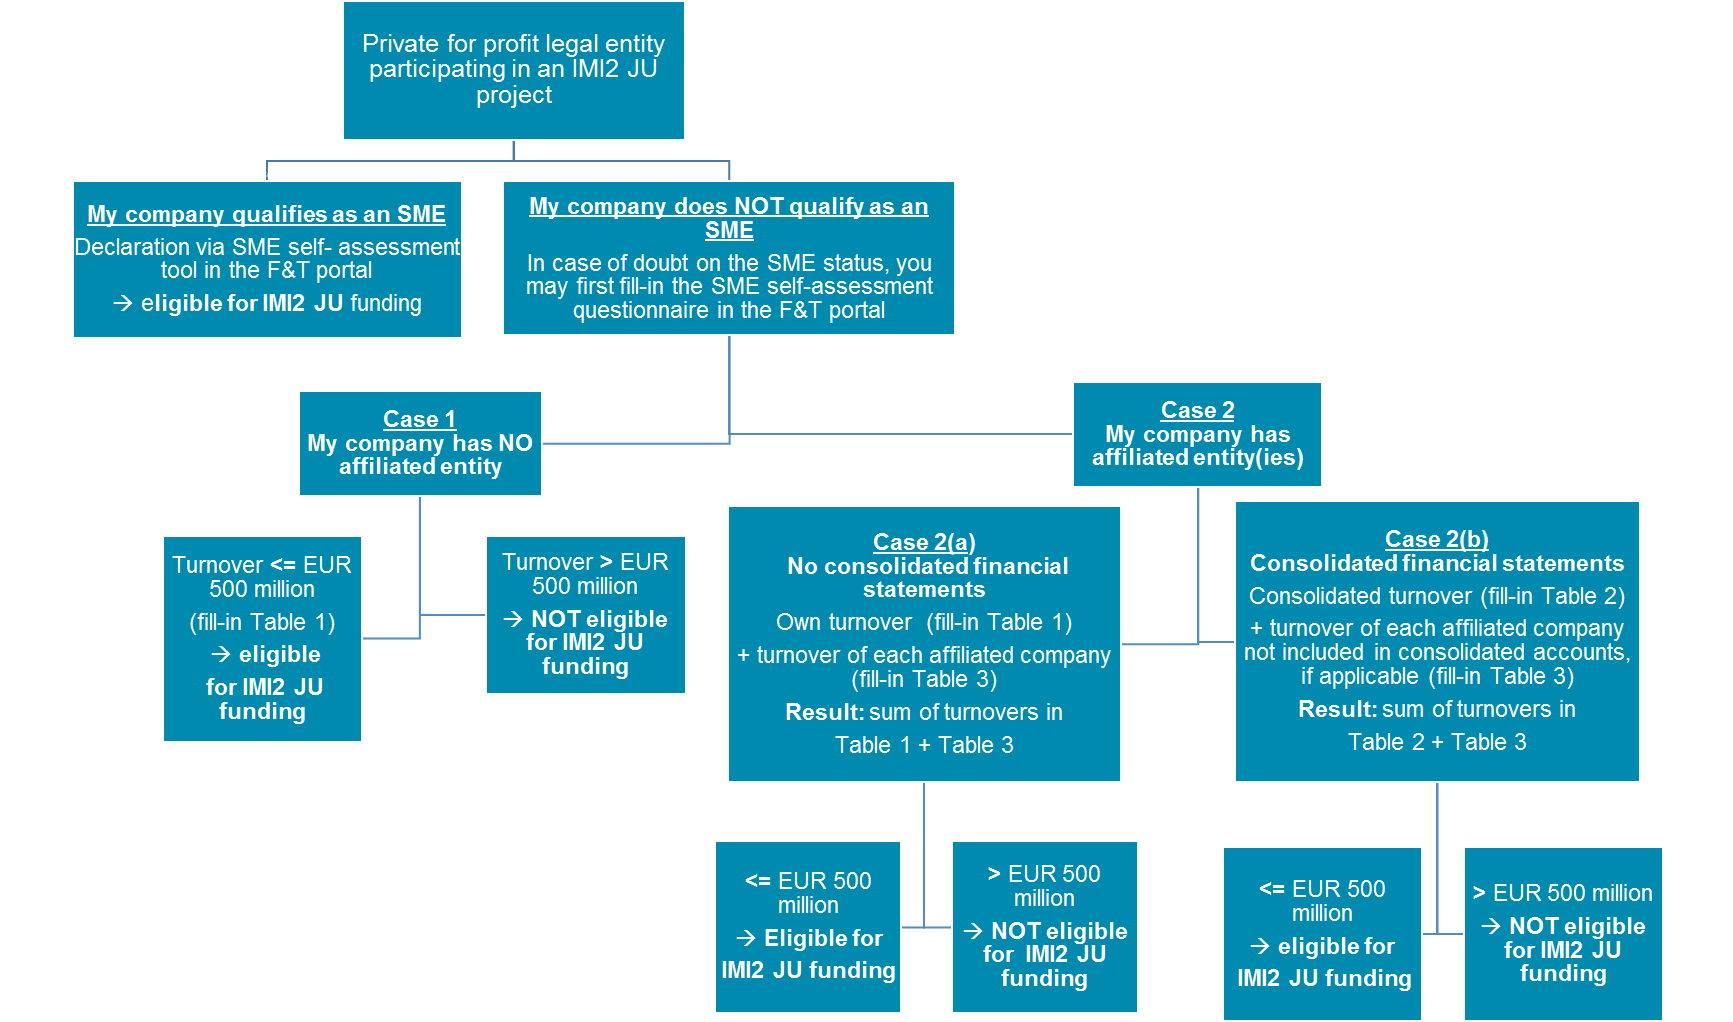 Private for profit legal entity
participating in an IMI2 JU
project
My company qualifies as an SME
Declaration via SME self- assessment
tool in the F&T portal
→ eligible for IMI2 JU funding
My company does NOT qualify as an
SME
In case of doubt on the SME status, you
may first fill-in the SME self-assessment
questionnaire in the F&T portal
Case 1
My company has NO
affiliated entity
Case 2
My company has
affiliated entity(ies)
Turnover <= EUR
500 million
(fill-in Table 1)
→ eligible
for IMI2 JU
funding
Turnover > EUR
500 million
→ NOT eligible
for IMI2 JU
funding
Case 2(a)
No consolidated financial
statements
Own turnover (fill-in Table 1)
+ turnover of each affiliated company
(fill-in Table 3)
Result: sum of turnovers in
Table 1 + Table 3
Case 2(b)
Consolidated financial statements
Consolidated turnover (fill-in Table 2)
+ turnover of each affiliated company
not included in consolidated accounts,
if applicable (fill-in Table 3)
Result: sum of turnovers in
Table 2 + Table 3
<= EUR 500
million
→ Eligible for
IMI2 JU funding
> EUR 500
million
→ NOT eligible
for IMI2 JU
funding
<= EUR 500
million
→ eligible for
IMI2 JU funding
> EUR 500 million
→ NOT eligible
for IMI2 JU
funding